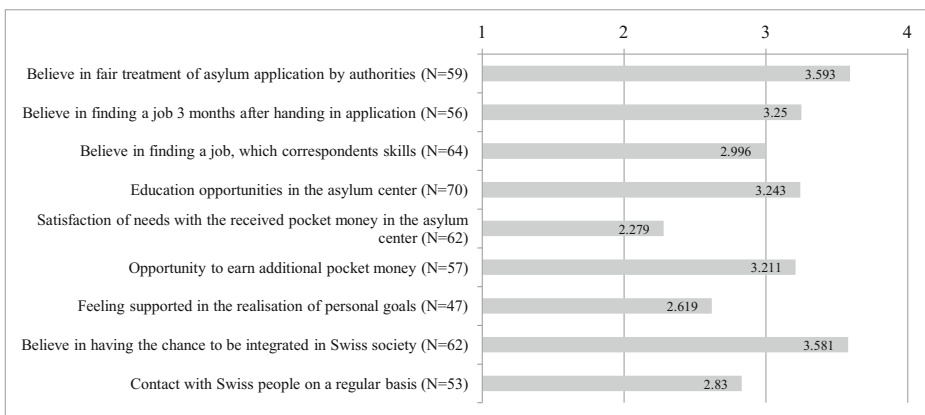 1 2 3 4
Believe in fair treatment of asylum application by authorities (N=59) 3.593
Believe in finding a job 3 months after handing in application (N=56) 3.25
Believe in finding a job, which correspondents skills (N=64) 2.996
Education opportunities in the asylum center (N=70) 3.243
Satisfaction of needs with the received pocket money in the asylum
center (N=62) 2.279
Opportunity to earn additional pocket money (N=57) 3.211
Feeling supported in the realisation of personal goals (N=47) 2.619
Believe in having the chance to be integrated in Swiss society (N=62) 3.581
Contact with Swiss people on a regular basis (N=53) 2.83